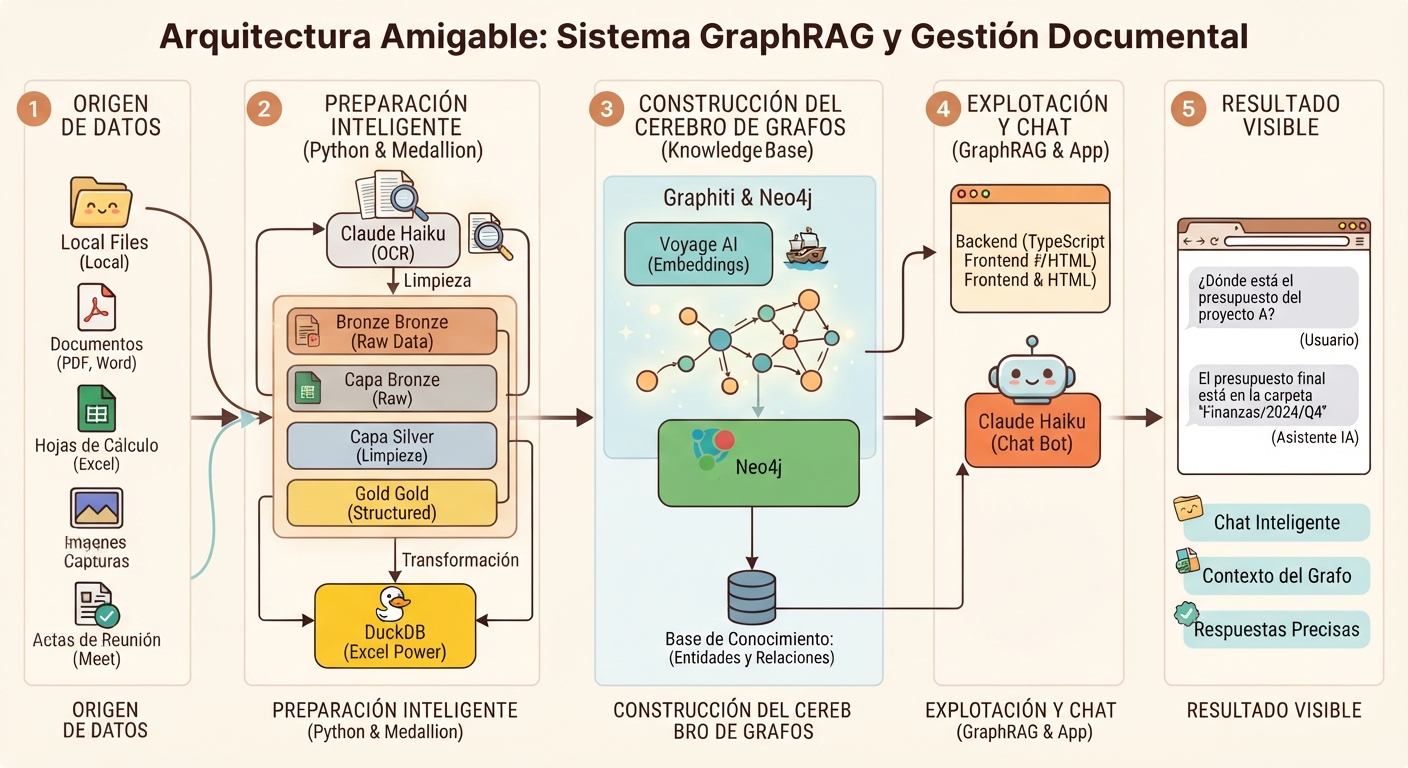 Arquitectura Amigable: Sistema GraphRAG y Gestión Documental
1
ORIGEN
DE DATOS
Local Files
(Local)
Documentos
(PDF, Word)
Hojas de Cálculo
(Excel)
Capturas
Actas de Reunión
(Meet)
ORIGEN
DE DATOS
2
PREPARACIÓN
INTELIGENTE
(Python & Medallion)
Claude Haiku
(OCR)
Limpieza
Bronze Bronze
(Raw Data)
Capa Bronze
(Raw)
Capa Silver
(Limpieza)
Gold Gold
(Structured)
Transformación
DuckDB
(Excel Power)
PREPARACIÓN INTELIGENTE
(Python & Medallion)
3
CONSTRUCCIÓN DEL
CEREBRO DE GRAFOS
(Knowledge Base)
Graphiti & Neo4j
Voyage AI
(Embeddings)
Neo4j
Base de Conocimiento:
(Entidades y Relaciones)
CONSTRUCCIÓN DEL CEREB
BRO DE GRAFOS
4
EXPLOTACIÓN
Y CHAT
(GraphRAG & App)
Backend (TypeScript
Frontend #/HTML)
Frontend & HTML)
Claude Haiku
(Chat Bot)
EXPLOTACIÓN Y CHAT
(GraphRAG & App)
5
RESULTADO
VISIBLE
¿Dónde está el
presupuesto del
proyecto A?
(Usuario)
El presupuesto final
está en la carpeta
"Finanzas/2024/Q4"
(Asistente IA)
Chat Inteligente
Contexto del Grafo
Respuestas Precisas
RESULTADO VISIBLE